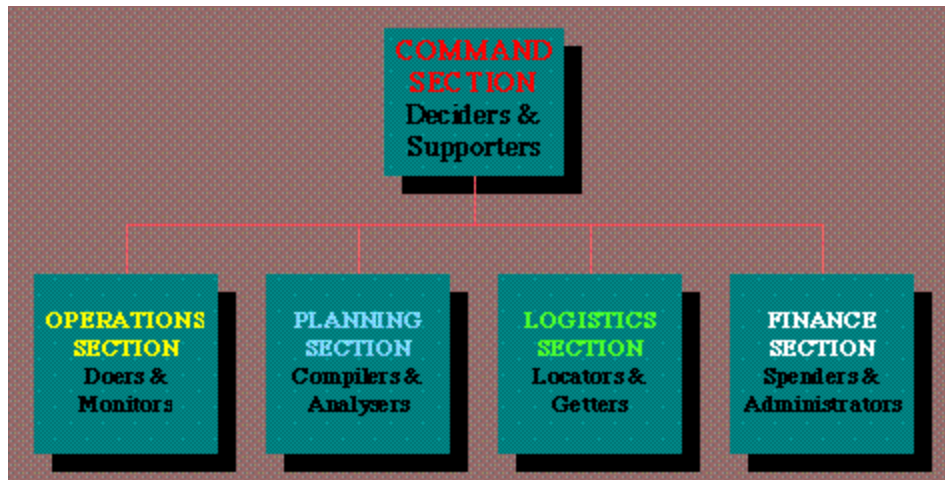 COMMAND
SECTION
Deciders &
Supporters
OPERATIONS
SECTION
Doers &
Monitors
PLANNING
SECTION
Compilers &
Analysers
LOGISTICS
SECTION
Locators &
Getters
FINANCE
SECTION
Spenders &
Administrators